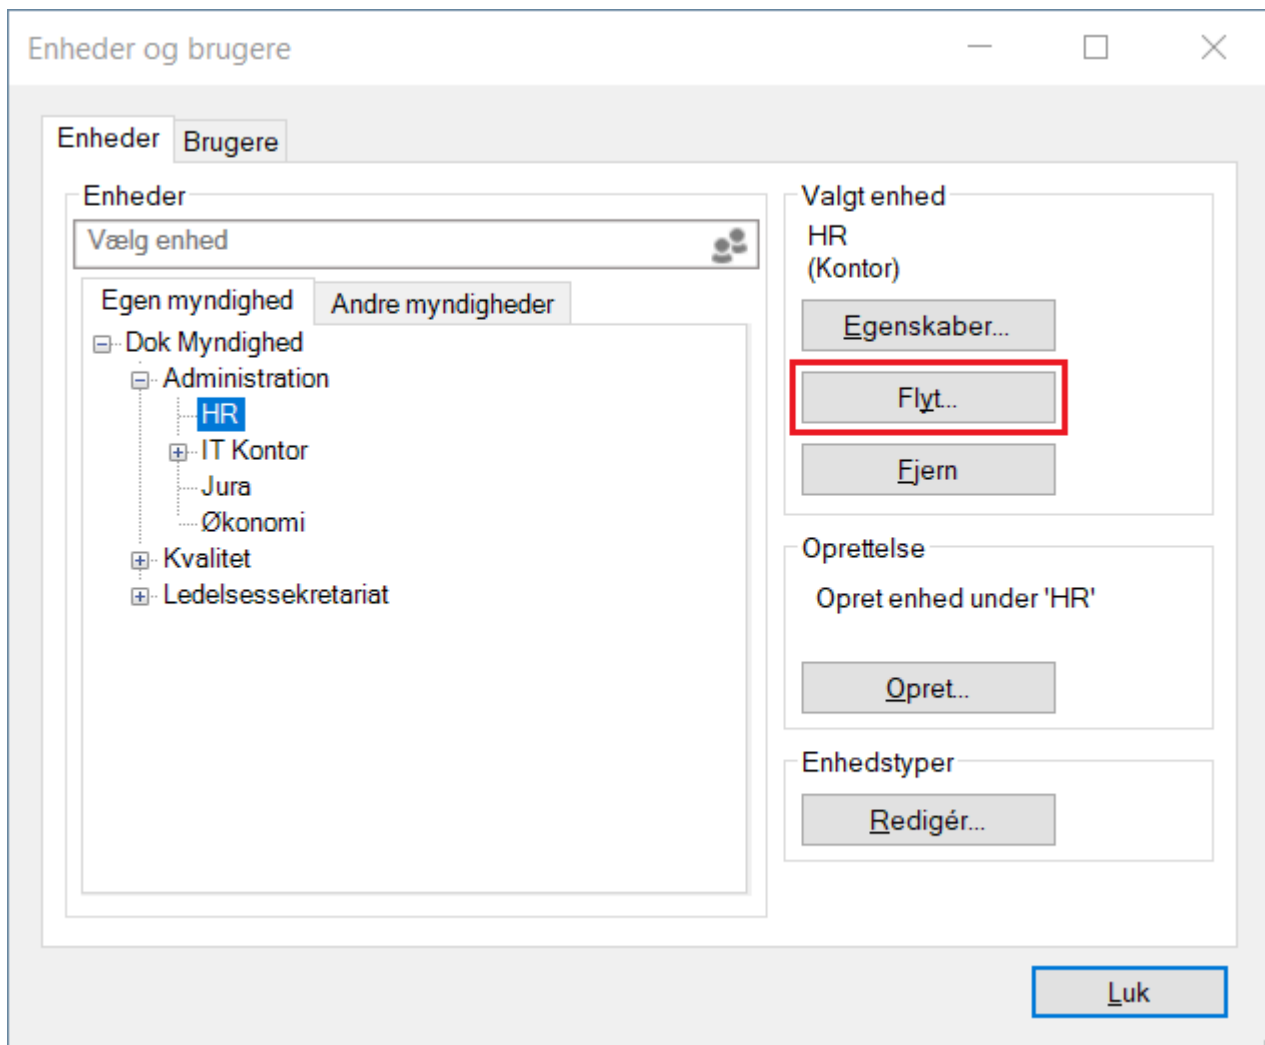 Enheder og brugere
Enheder
Brugere
Enheder
Vælg enhed
Egen myndighed
Andre myndigheder
Dok Myndighed
Administration
HR
IT Kontor
Jura
Økonomi
Kvalitet
Ledelsessekretariat
Valgt enhed
HR
(Kontor)
Egenskaber...
Flyt...
Fjern
Oprettelse
Opret enhed under 'HR'
Opret...
Enhedstyper
Redigér...
Luk